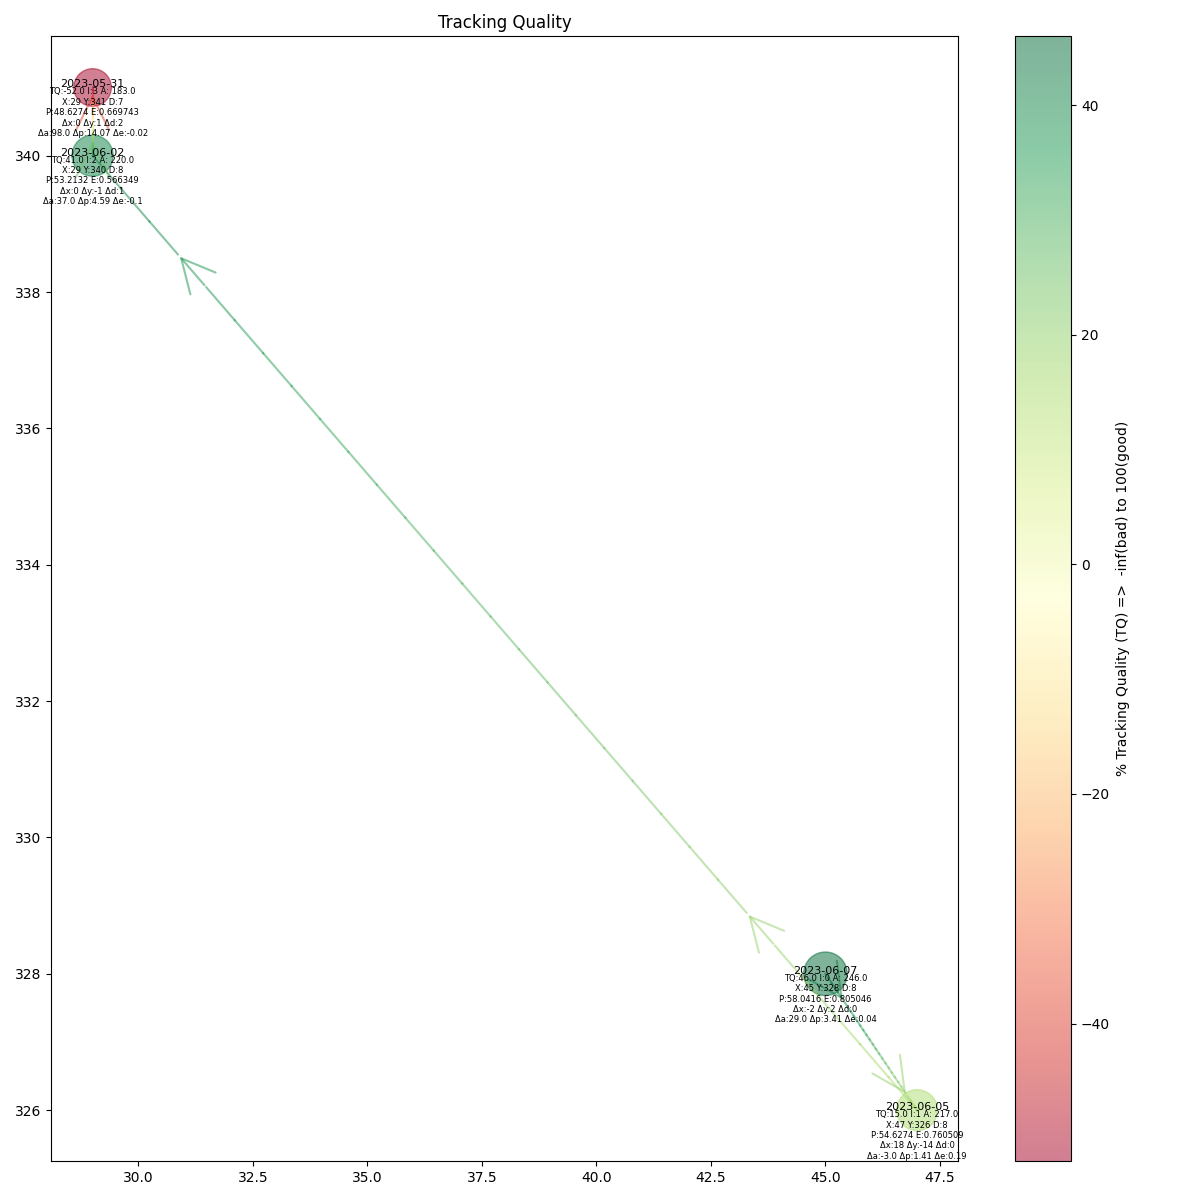 Tracking Quality
2023-05-31
TQ:-52.0 I:3 A: 183.0
X:29 Y:341 D:7
P:48.6274 E:0.669743
Δx:0 Δy:1 Δd:2
Δa:98.0 Δp:14.07 Δe:-0.02
2023-06-02
TQ:41.0 I:2 A: 220.0
X:29 Y:340 D:8
P:53.2132 E:0.566349
Δx:0 Δy:-1 Δd:1
Δa:37.0 Δp:4.59 Δe:-0.1
2023-06-07
TQ:46.0 I:0 A: 246.0
X:45 Y:328 D:8
P:58.0416 E:0.805046
Δx:-2 Δy:2 Δd:0
Δa:29.0 Δp:3.41 Δe:0.04
2023-06-05
TQ:15.0 I:1 A: 217.0
X:47 Y:326 D:8
P:54.6274 E:0.760509
Δx:18 Δy:-14 Δd:0
Δa:-3.0 Δp:1.41 Δe:0.19
340
338
336
334
332
330
328
326
30.0 32.5 35.0 37.5 40.0 42.5 45.0 47.5
40
20
0
−20
−40
% Tracking Quality (TQ) => -inf(bad) to 100(good)